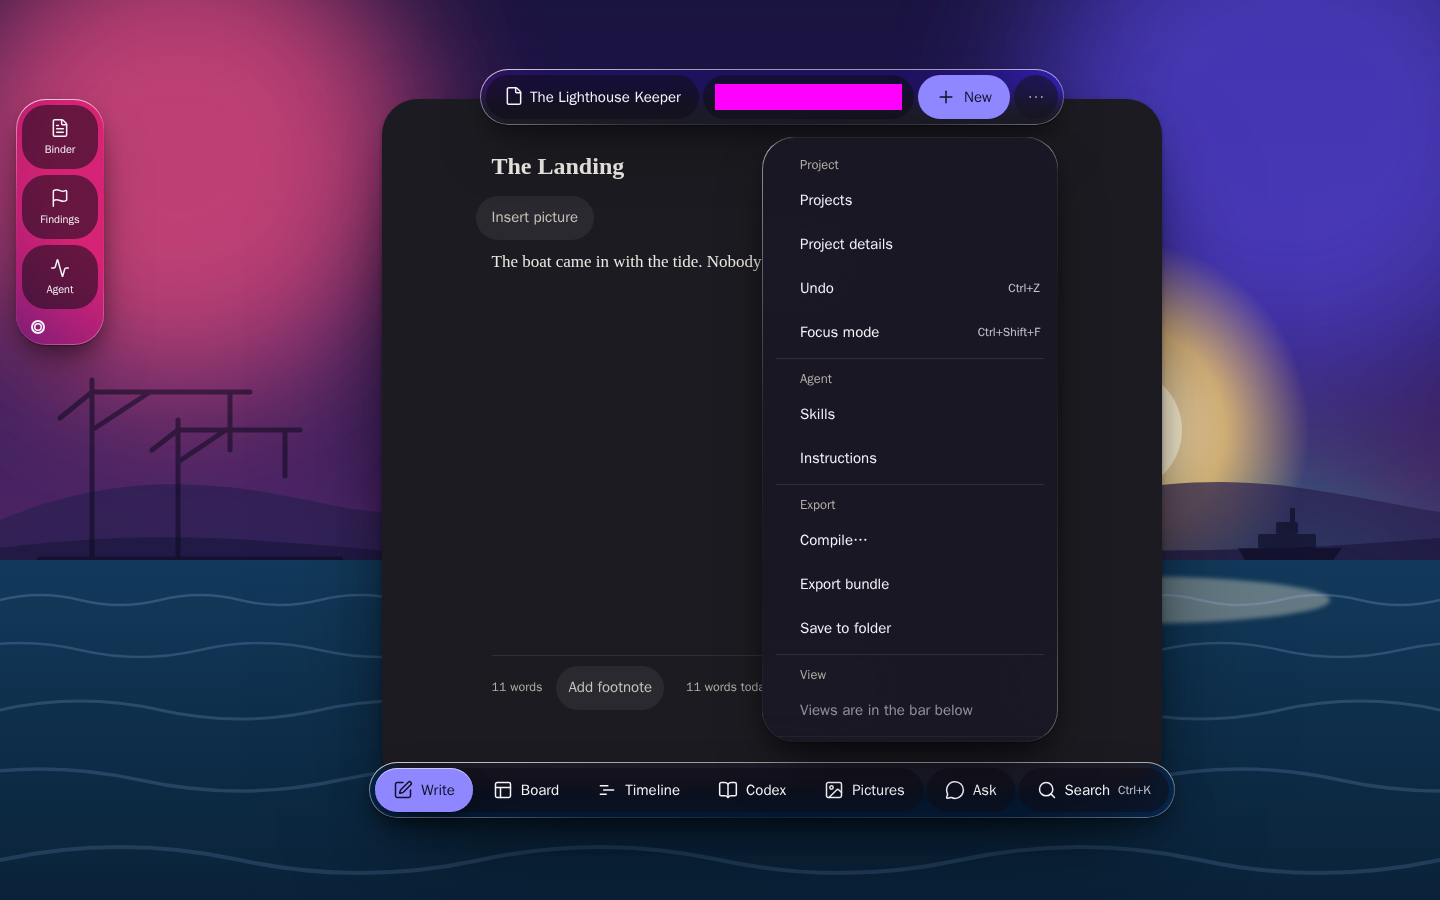 The Lighthouse Keeper
New
Binder
Findings
Agent
The Landing
Insert picture
The boat came in with the tide. Nobody
11 words
Add footnote
11 words toda
Project
Projects
Project details
Undo Ctrl+Z
Focus mode Ctrl+Shift+F
Agent
Skills
Instructions
Export
Compile···
Export bundle
Save to folder
View
Views are in the bar below
Write
Board
Timeline
Codex
Pictures
Ask
Search Ctrl+K